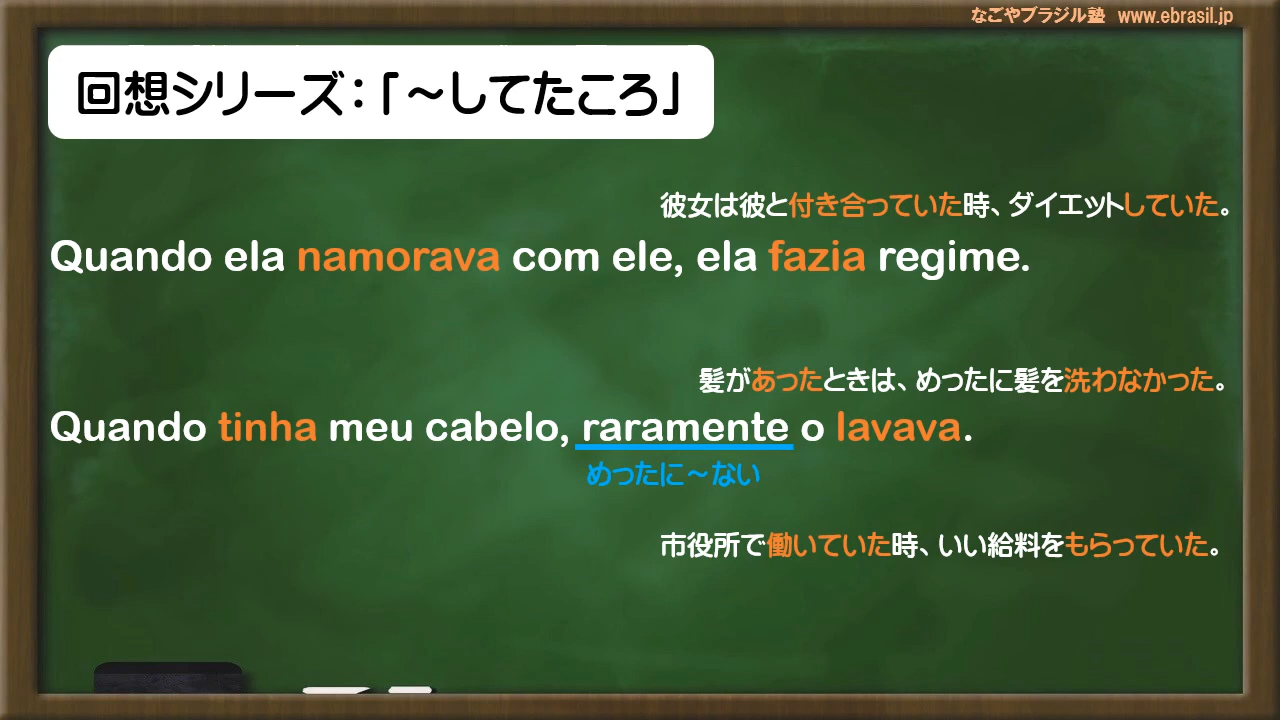 なごやブラジル塾 www.ebrasil.jp
回想シリーズ：「～してたころ」
彼女は彼と付き合っていた時、ダイエットしていた。
Quando ela namorava com ele, ela fazia regime.
髪があったときは、めったに髪を洗わなかった。
Quando tinha meu cabelo, raramente o lavava.
めったに～ない
市役所で働いていた時、いい給料をもらっていた。